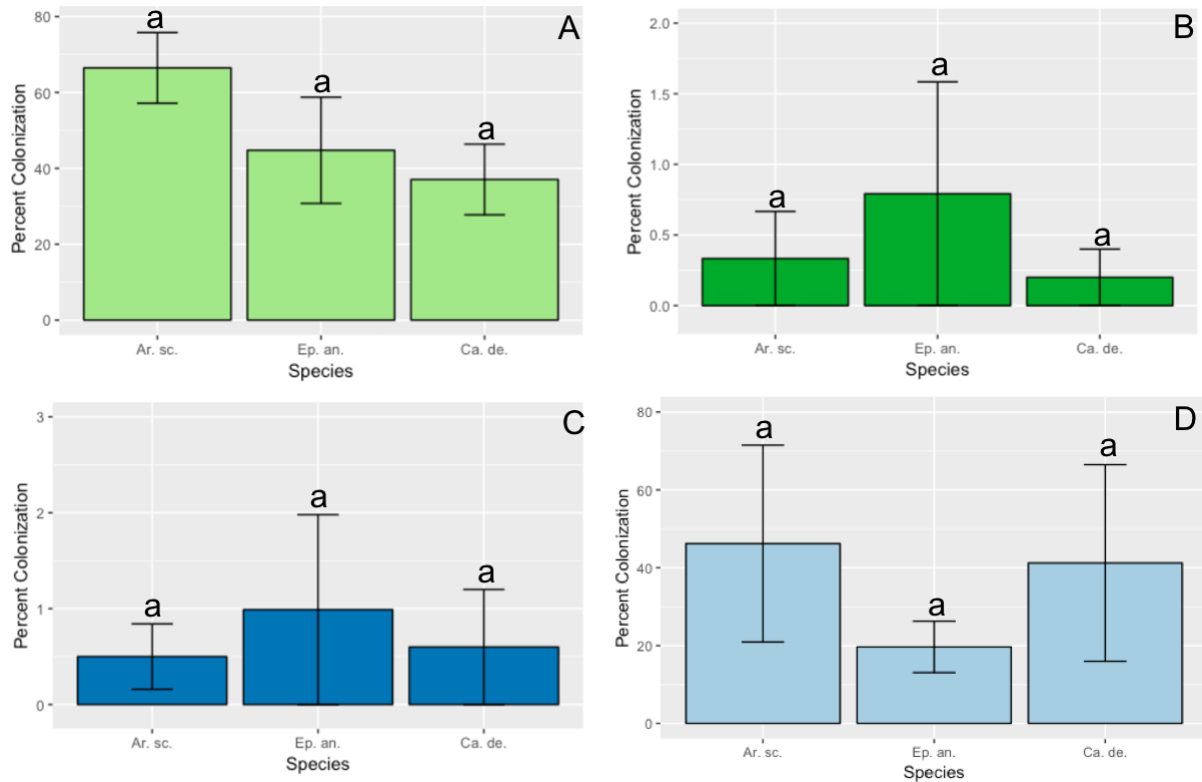 A
80
60
40
20
0
Percent Colonization
a
a
a
Ar. sc.
Ep. an.
Ca. de.
Species
B
2.0
1.5
1.0
0.5
0.0
Percent Colonization
a
a
a
Ar. sc.
Ep. an.
Ca. de.
Species
C
3
2
1
0
Percent Colonization
a
a
a
Ar. sc.
Ep. an.
Ca. de.
Species
D
80
60
40
20
0
Percent Colonization
a
a
a
Ar. sc.
Ep. an.
Ca. de.
Species